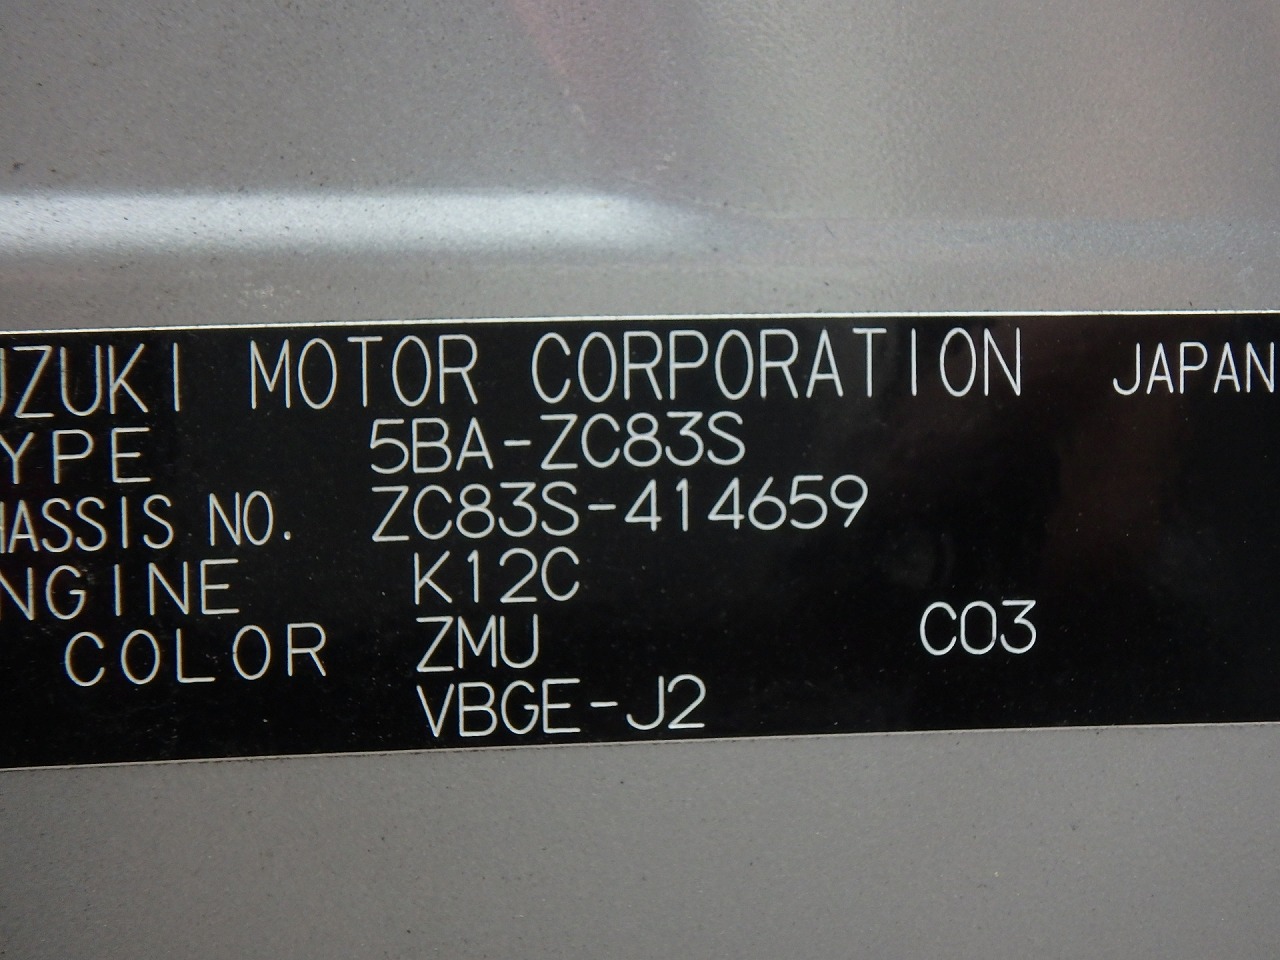 UZUKI MOTOR CORPORATION JAPAN
YPE 5BA-ZC83S
HASSIS NO. ZC83S-414659
NGINE K12C
COLOR ZMU C03
VBGE-J2